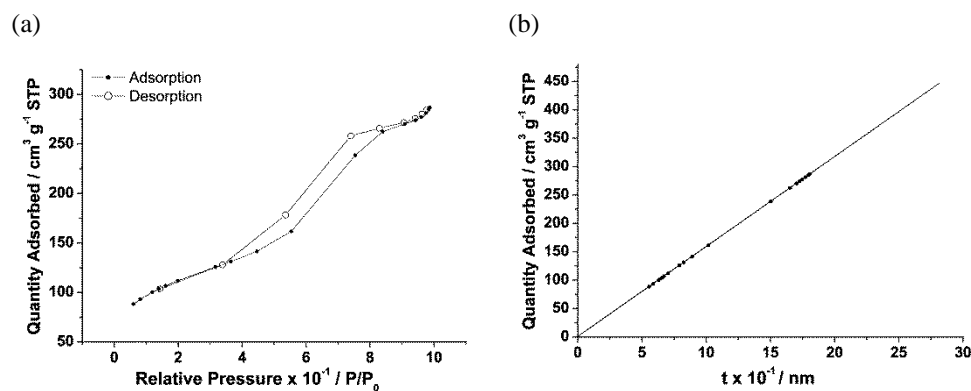 (a)
(b)
Quantity Adsorbed / cm³ g⁻¹ STP
Adsorption
Desorption
300
250
200
150
100
50
0 2 4 6 8 10
Relative Pressure x 10⁻¹ / P/P₀
Quantity Adsorbed / cm³ g⁻¹ STP
450
400
350
300
250
200
150
100
50
0
0 5 10 15 20 25 30
t x 10⁻¹ / nm